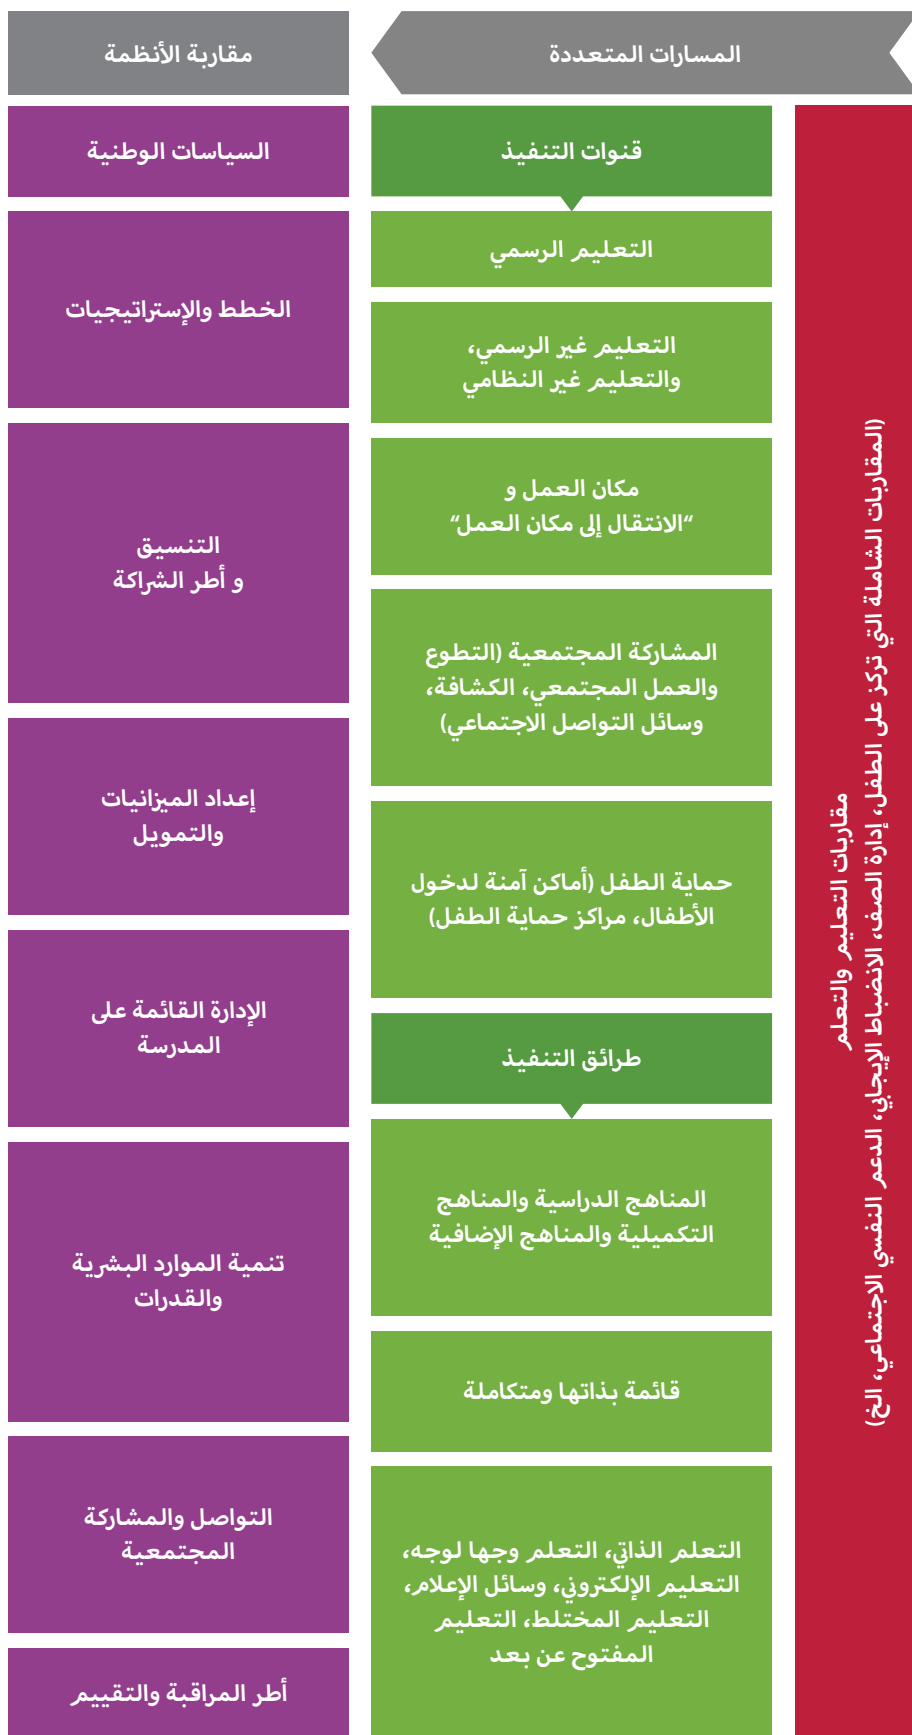 المسارات المتعددة
مقاربة الأنظمة
مقاربات التعليم والتعلم
(المقاربات الشاملة التي تركز على الطفل، إدارة الصف، الانضباط الإيجابي، الدعم النفسي الاجتماعي، الخ)
قنوات التنفيذ
التعليم الرسمي
التعليم غير الرسمي،
والتعليم غير النظامي
مكان العمل و
“الانتقال إلى مكان العمل“
المشاركة المجتمعية (التطوع
والعمل المجتمعي، الكشافة،
وسائل التواصل الاجتماعي)
حماية الطفل (أماكن آمنة لدخول
الأطفال، مراكز حماية الطفل)
طرائق التنفيذ
المناهج الدراسية والمناهج
التكميلية والمناهج الإضافية
قائمة بذاتها ومتكاملة
التعلم الذاتي، التعلم وجها لوجه،
التعليم الإلكتروني، وسائل الإعلام،
التعليم المختلط، التعليم
المفتوح عن بعد
السياسات الوطنية
الخطط والإستراتيجيات
التنسيق
و أطر الشراكة
إعداد الميزانيات
والتمويل
الإدارة القائمة على
المدرسة
تنمية الموارد البشرية
والقدرات
التواصل والمشاركة
المجتمعية
أطر المراقبة والتقييم